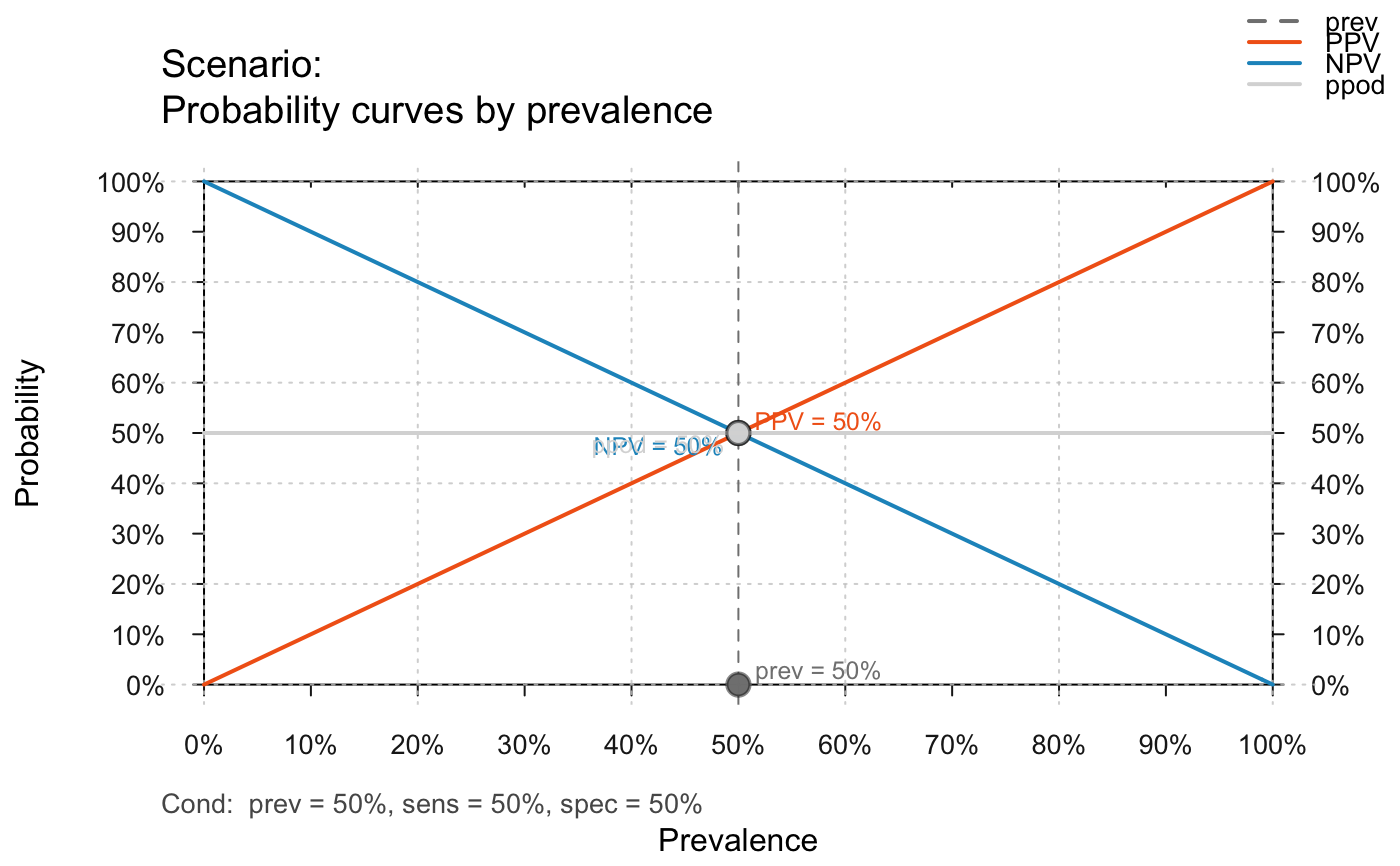 prev
PPV
NPV
ppod
Scenario:
Probability curves by prevalence
100% 100%
90% 90%
80% 80%
70% 70%
60% 60%
50% 50%
40% 40%
30% 30%
20% 20%
10% 10%
0% 0%
Probability
PPV = 50%
NPV = 50%
prev = 50%
0% 10% 20% 30% 40% 50% 60% 70% 80% 90% 100%
Cond: prev = 50%, sens = 50%, spec = 50%
Prevalence